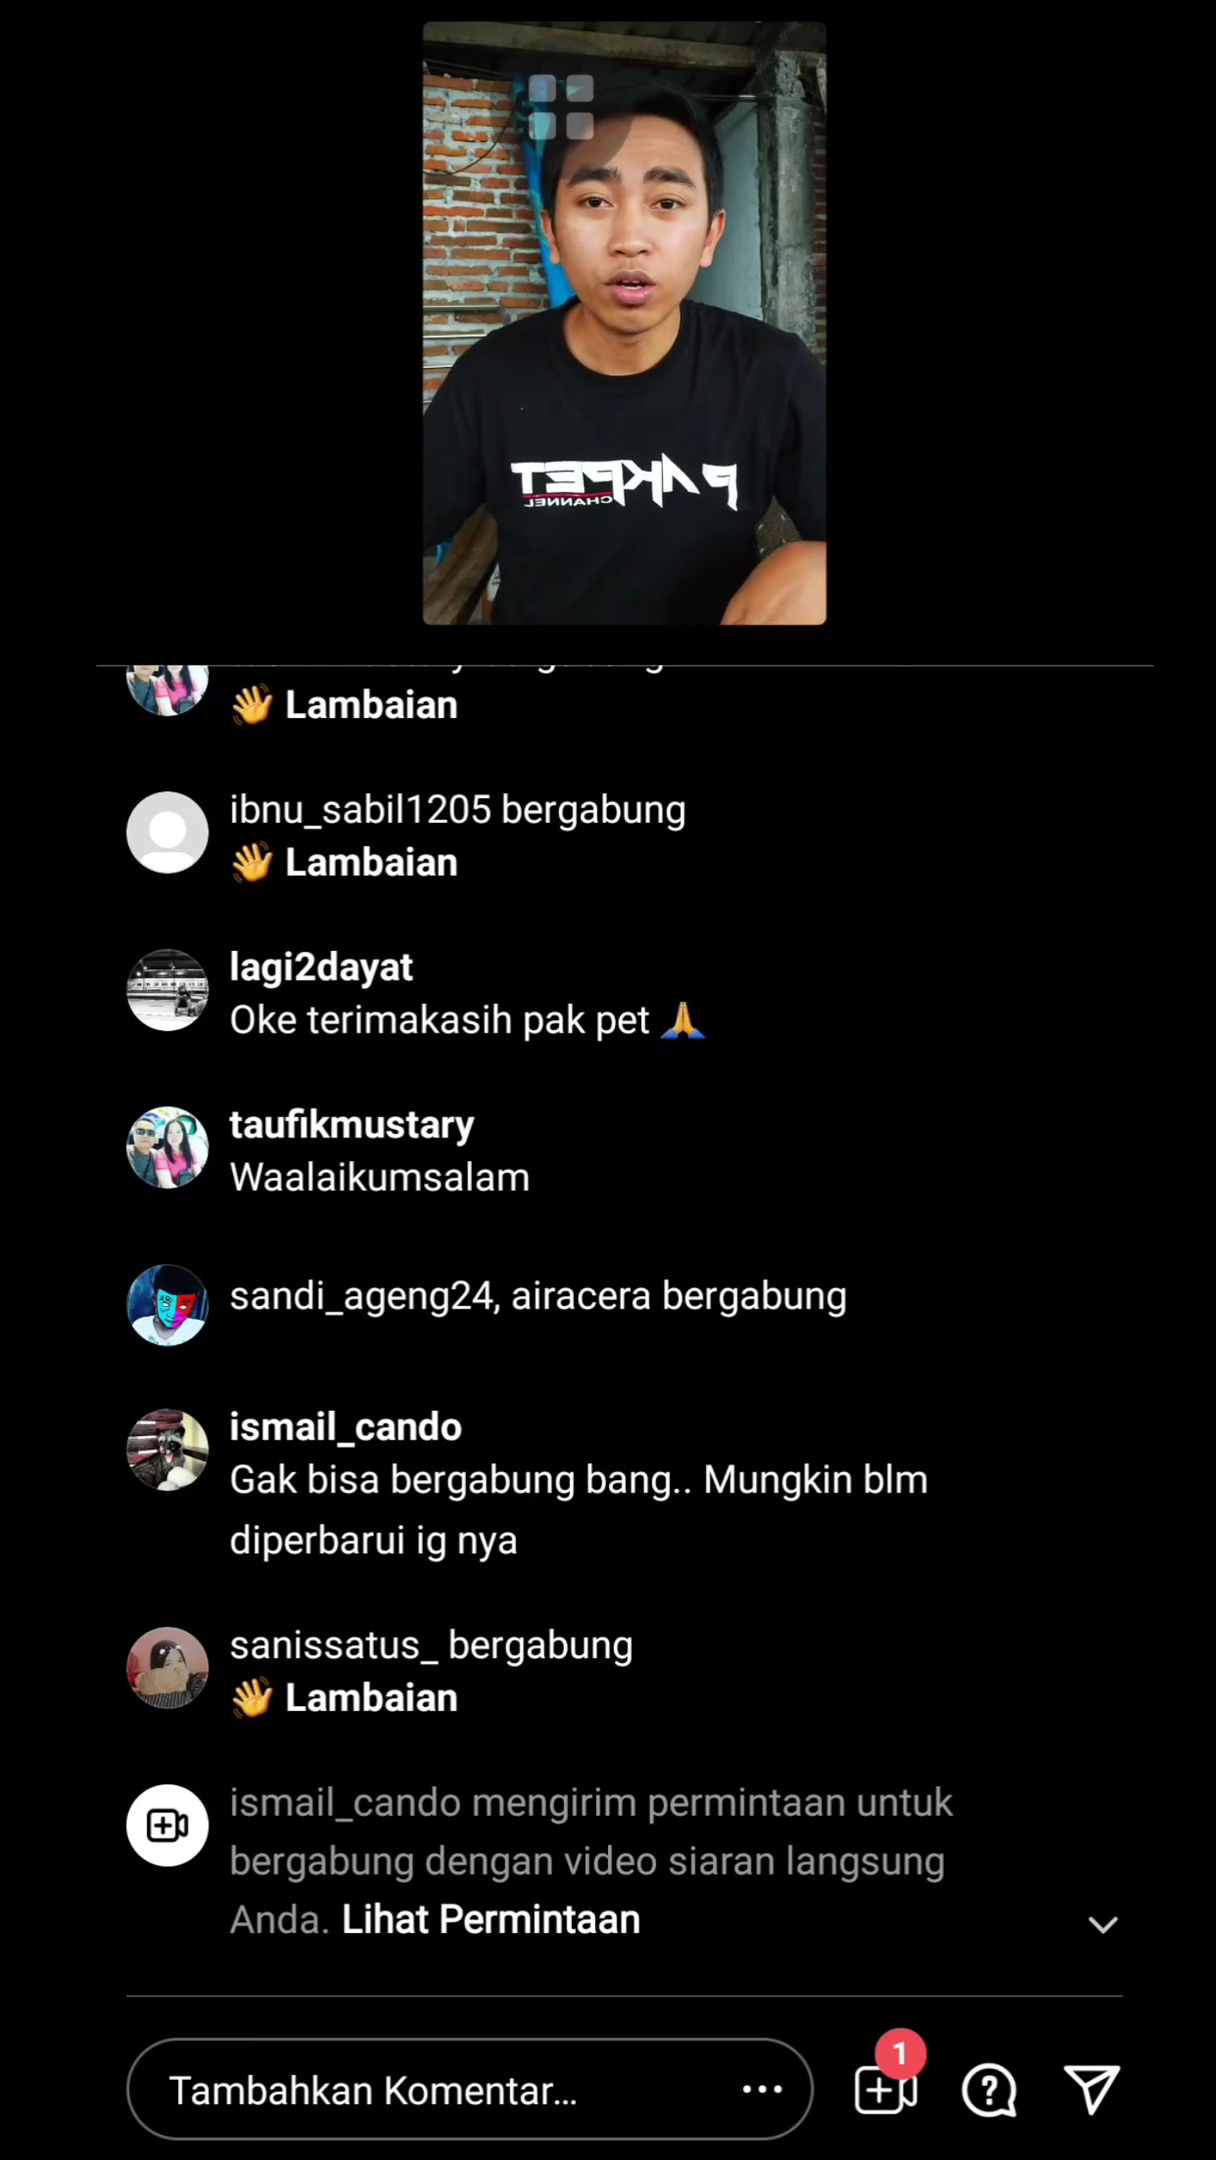 PAKPET
CHANNEL
👋 Lambaian
ibnu_sabil1205 bergabung
👋 Lambaian
lagi2dayat
Oke terimakasih pak pet 🙏
taufikmustary
Waalaikumsalam
sandi_ageng24, airacera bergabung
ismail_cando
Gak bisa bergabung bang.. Mungkin blm
diperbarui ig nya
sanissatus_ bergabung
👋 Lambaian
ismail_cando mengirim permintaan untuk
bergabung dengan video siaran langsung
Anda. Lihat Permintaan
1
Tambahkan Komentar...